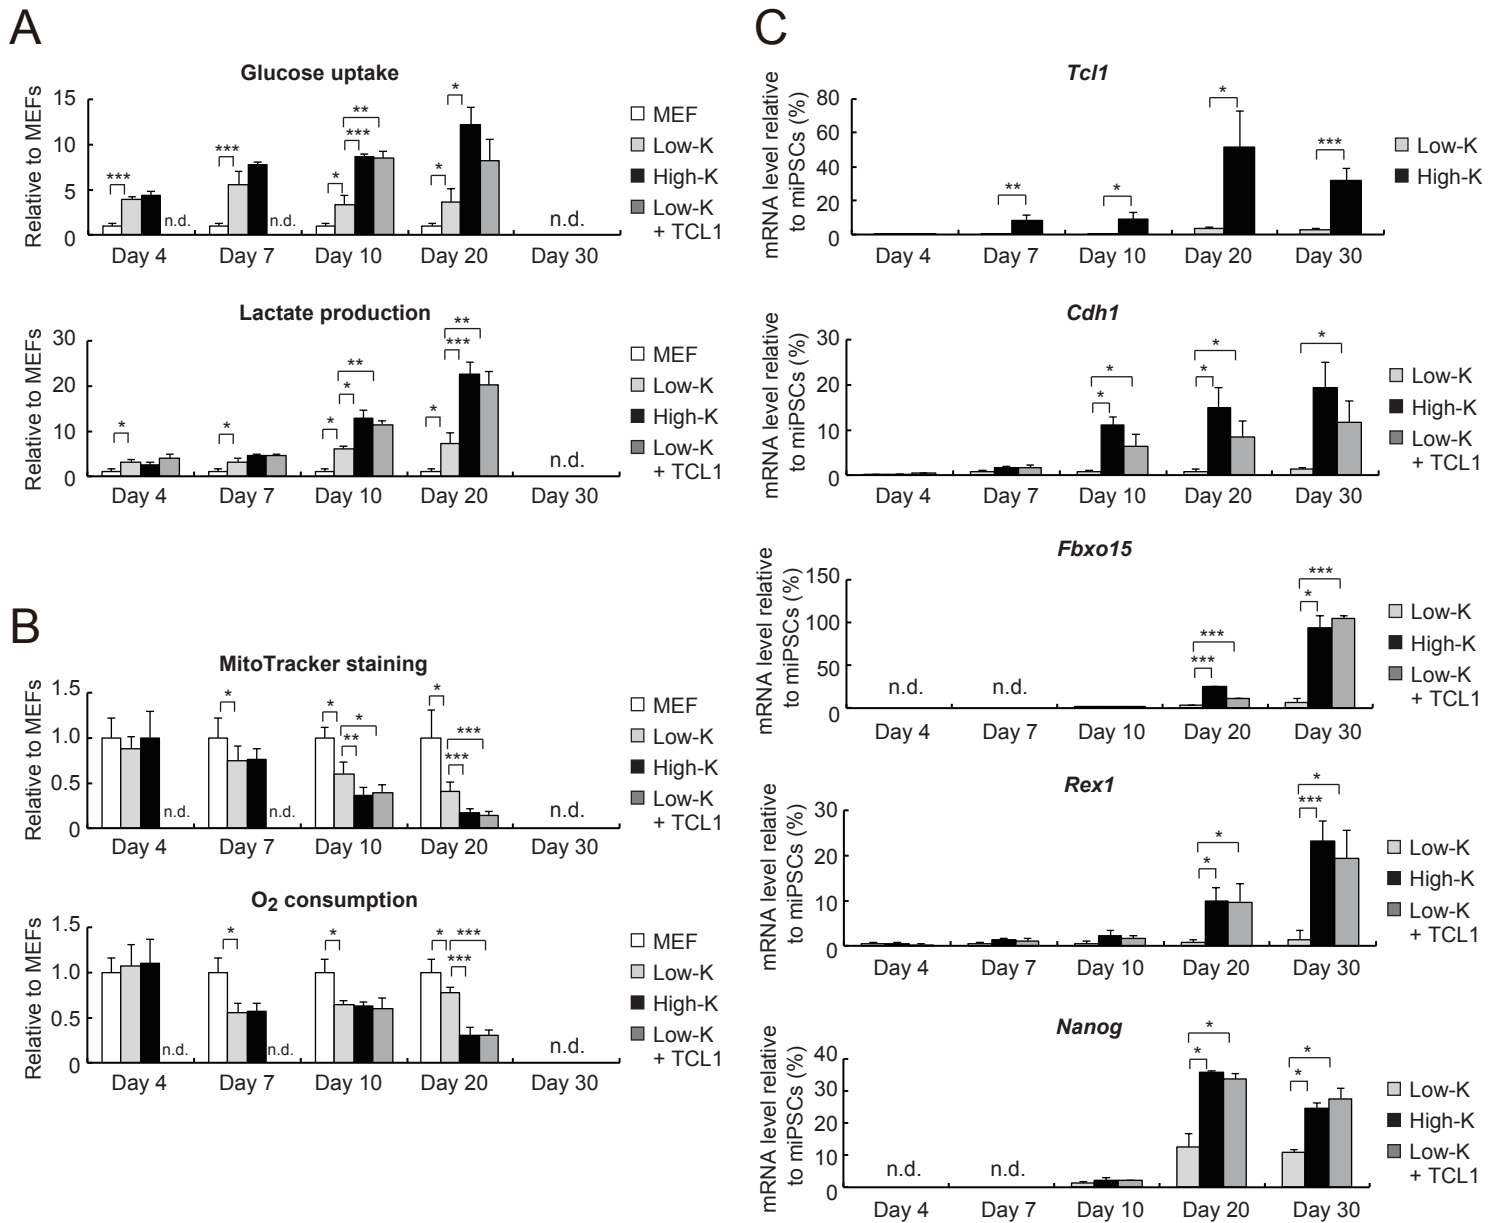 A
Glucose uptake
Relative to MEFs
15
10
5
0
***
***
*
***
**
*
*
n.d.
n.d.
n.d.
Day 4
Day 7
Day 10
Day 20
Day 30
MEF
Low-K
High-K
Low-K
+ TCL1
Lactate production
Relative to MEFs
30
20
10
0
*
*
*
*
**
*
***
**
n.d.
Day 4
Day 7
Day 10
Day 20
Day 30
MEF
Low-K
High-K
Low-K
+ TCL1
B
MitoTracker staining
Relative to MEFs
1.5
1.0
0.5
0
*
*
**
*
*
***
***
n.d.
n.d.
n.d.
Day 4
Day 7
Day 10
Day 20
Day 30
MEF
Low-K
High-K
Low-K
+ TCL1
O2 consumption
Relative to MEFs
1.5
1.0
0.5
0
*
*
*
***
***
n.d.
n.d.
n.d.
Day 4
Day 7
Day 10
Day 20
Day 30
MEF
Low-K
High-K
Low-K
+ TCL1
C
Tcl1
mRNA level relative
to miPSCs (%)
80
60
40
20
0
**
*
*
***
Day 4
Day 7
Day 10
Day 20
Day 30
Low-K
High-K
Cdh1
mRNA level relative
to miPSCs (%)
30
20
10
0
*
*
*
*
*
Day 4
Day 7
Day 10
Day 20
Day 30
Low-K
High-K
Low-K
+ TCL1
Fbxo15
mRNA level relative
to miPSCs (%)
150
100
50
0
n.d.
n.d.
***
***
*
***
Day 4
Day 7
Day 10
Day 20
Day 30
Low-K
High-K
Low-K
+ TCL1
Rex1
mRNA level relative
to miPSCs (%)
30
20
10
0
*
*
***
*
Day 4
Day 7
Day 10
Day 20
Day 30
Low-K
High-K
Low-K
+ TCL1
Nanog
mRNA level relative
to miPSCs (%)
40
30
20
10
0
n.d.
n.d.
*
*
*
*
Day 4
Day 7
Day 10
Day 20
Day 30
Low-K
High-K
Low-K
+ TCL1